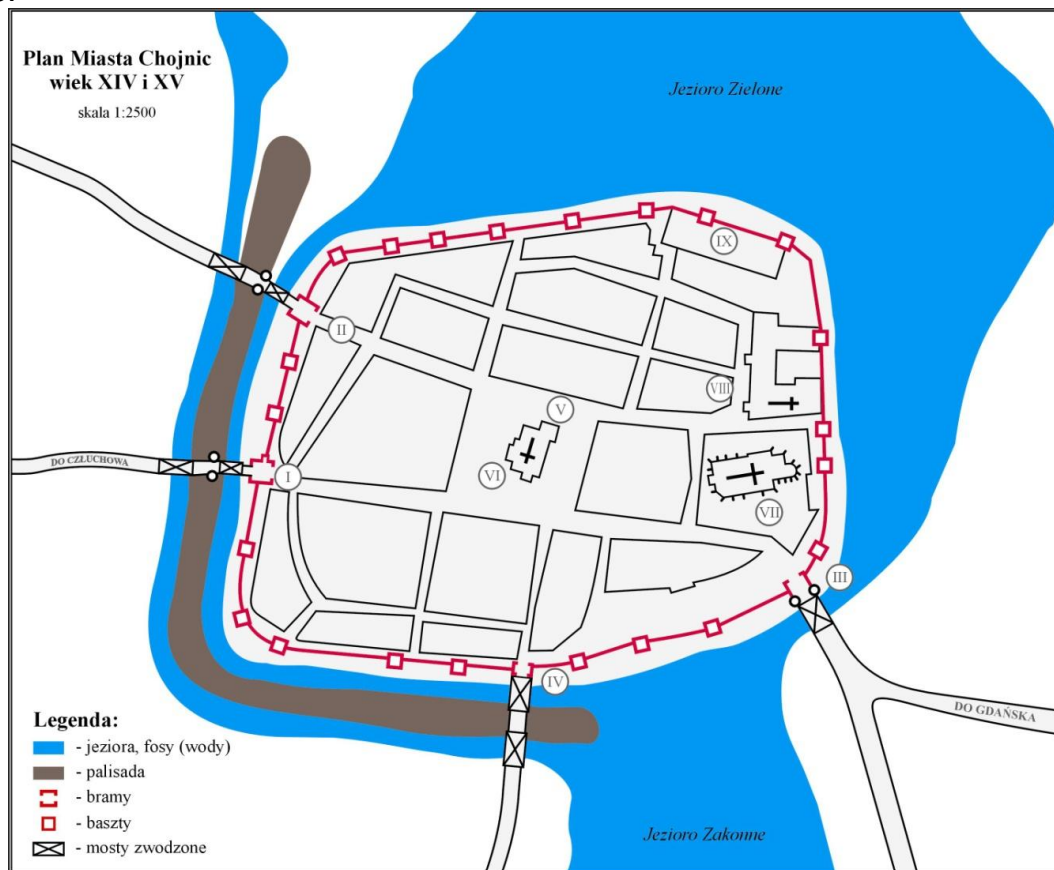 Plan Miasta Chojnic
wiek XIV i XV
skala 1:2500
Jezioro Zielone
IX
II
VIII
V
DO CZŁUCHOWA
I
VI
VII
III
IV
DO GDAŃSKA
Legenda:
- jeziora, fosy (wody)
- palisada
- bramy
- baszty
- mosty zwodzone
Jezioro Zakonne